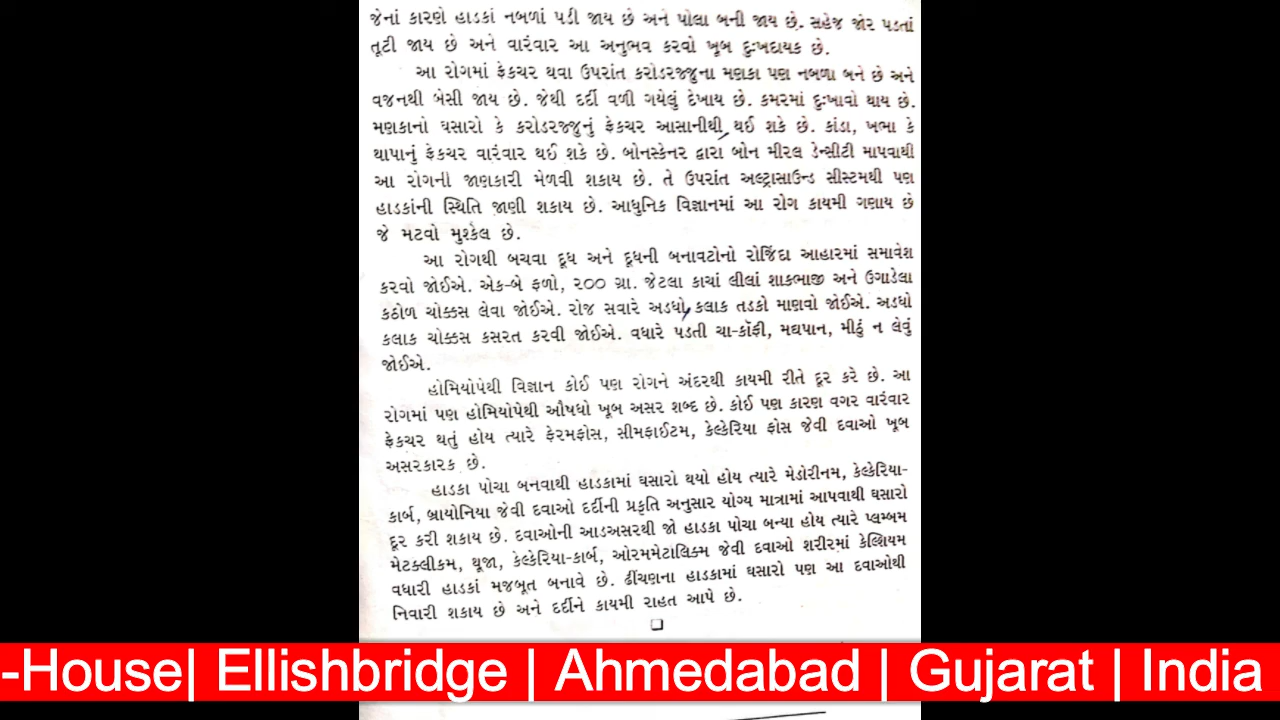 જેનાં કારણે હાડકાં નબળાં પડી જાય છે અને પોલા બની જાય છે. સહેજ જોર પડતાં
તૂટી જાય છે અને વારંવાર આ અનુભવ કરવો ખૂબ દુઃખદાયક છે.
આ રોગમાં ફ્રેકચર થવા ઉપરાંત કરોડરજ્જુના મણકા પણ નબળા બને છે અને
વજનથી બેસી જાય છે. જેથી દર્દી વળી ગયેલું દેખાય છે. કમરમાં દુઃખાવો થાય છે.
મણકાનો ઘસારો કે કરોડરજ્જુનું ફ્રેકચર આસાનીથી થઈ શકે છે. કાંડા, ખભા કે
થાપાનું ફ્રેકચર વારંવાર થઈ શકે છે. બોનસ્કેનર દ્વારા બોન મીરલ ડેન્સીટી માપવાથી
આ રોગની જાણકારી મેળવી શકાય છે. તે ઉપરાંત અલ્ટ્રાસાઉન્ડ સીસ્ટમથી પણ
હાડકાંની સ્થિતિ જાણી શકાય છે. આધુનિક વિજ્ઞાનમાં આ રોગ કાયમી ગણાય છે
જે મટવો મુશ્કેલ છે.
આ રોગથી બચવા દૂધ અને દૂધની બનાવટોનો રોજિંદા આહારમાં સમાવેશ
કરવો જોઈએ. એક-બે ફળો, ૨૦૦ ગ્રા. જેટલા કાચાં લીલાં શાકભાજી અને ઉગાડેલા
કઠોળ ચોક્કસ લેવા જોઈએ. રોજ સવારે અડધો કલાક તડકો માણવો જોઈએ. અડધો
કલાક ચોક્કસ કસરત કરવી જોઈએ. વધારે પડતી ચા-કૉફી, મઘપાન, મીઠું ન લેવું
જોઈએ.
હોમિયોપેથી વિજ્ઞાન કોઈ પણ રોગને અંદરથી કાયમી રીતે દૂર કરે છે. આ
રોગમાં પણ હોમિયોપેથી ઔષધો ખૂબ અસર શબ્દ છે. કોઈ પણ કારણ વગર વારંવાર
ફ્રેકચર થતું હોય ત્યારે ફેરમફોસ, સીમફાઈટમ, કેલ્કેરિયા ફોસ જેવી દવાઓ ખૂબ
અસરકારક છે.
હાડકા પોચા બનવાથી હાડકામાં ઘસારો થયો હોય ત્યારે મેડોરીનમ, કેલ્કેરિયા-
કાર્બ, બ્રાયોનિયા જેવી દવાઓ દર્દીની પ્રકૃતિ અનુસાર યોગ્ય માત્રામાં આપવાથી ઘસારો
દૂર કરી શકાય છે. દવાઓની આડઅસરથી જો હાડકા પોચા બન્યા હોય ત્યારે પ્લમ્બમ
મેટક્લીકમ, થૂજા, કેલ્કેરિયા-કાર્બ, ઓરમમેટાલિક્મ જેવી દવાઓ શરીરમાં કેલ્શિયમ
વધારી હાડકાં મજબૂત બનાવે છે. ઢીંચણના હાડકામાં ઘસારો પણ આ દવાઓથી
નિવારી શકાય છે અને દર્દીને કાયમી રાહત આપે છે.
-House| Ellishbridge | Ahmedabad | Gujarat | India